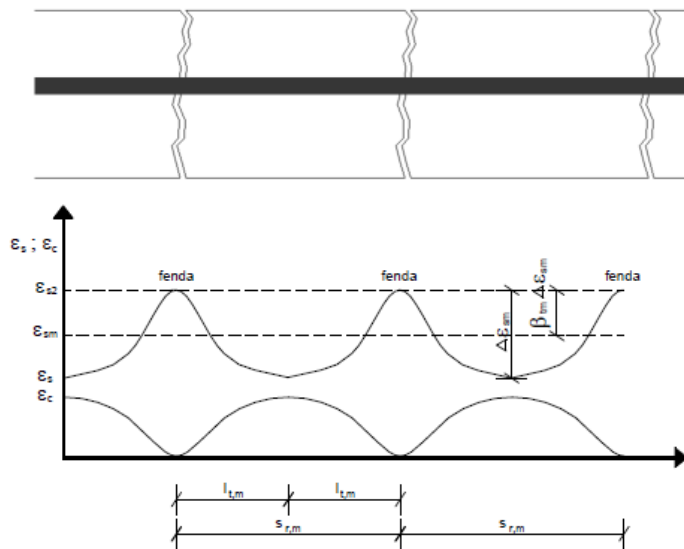 εs ; εc
fenda
fenda
fenda
εs2
εsm
εs
εc
Δεsm
βtm Δεsm
lt,m
lt,m
sr,m
sr,m